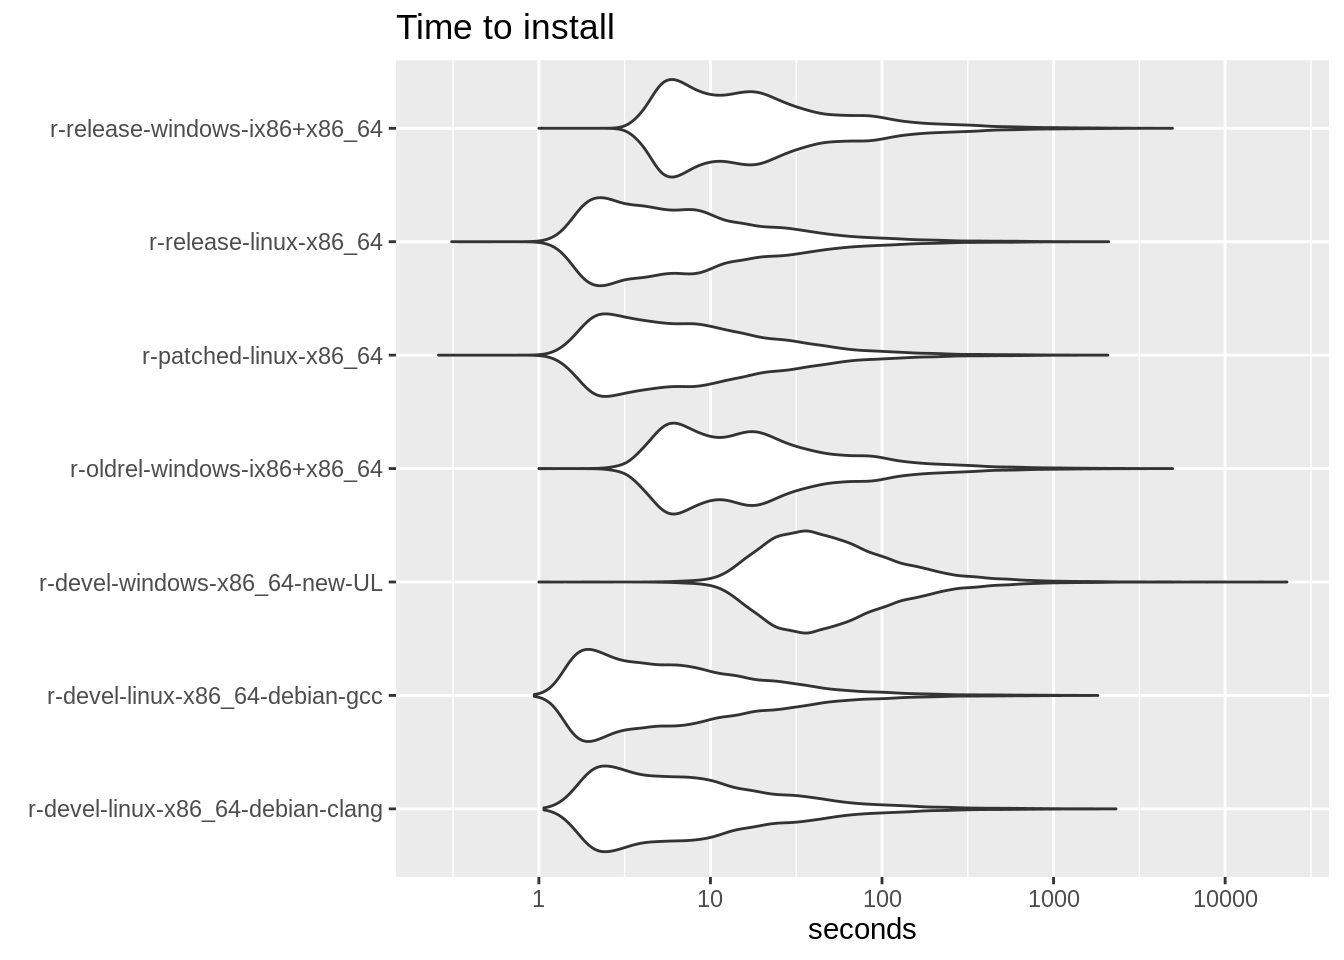 Time to install
r-release-windows-ix86+x86_64
r-release-linux-x86_64
r-patched-linux-x86_64
r-oldrel-windows-ix86+x86_64
r-devel-windows-x86_64-new-UL
r-devel-linux-x86_64-debian-gcc
r-devel-linux-x86_64-debian-clang
1 10 100 1000 10000
seconds